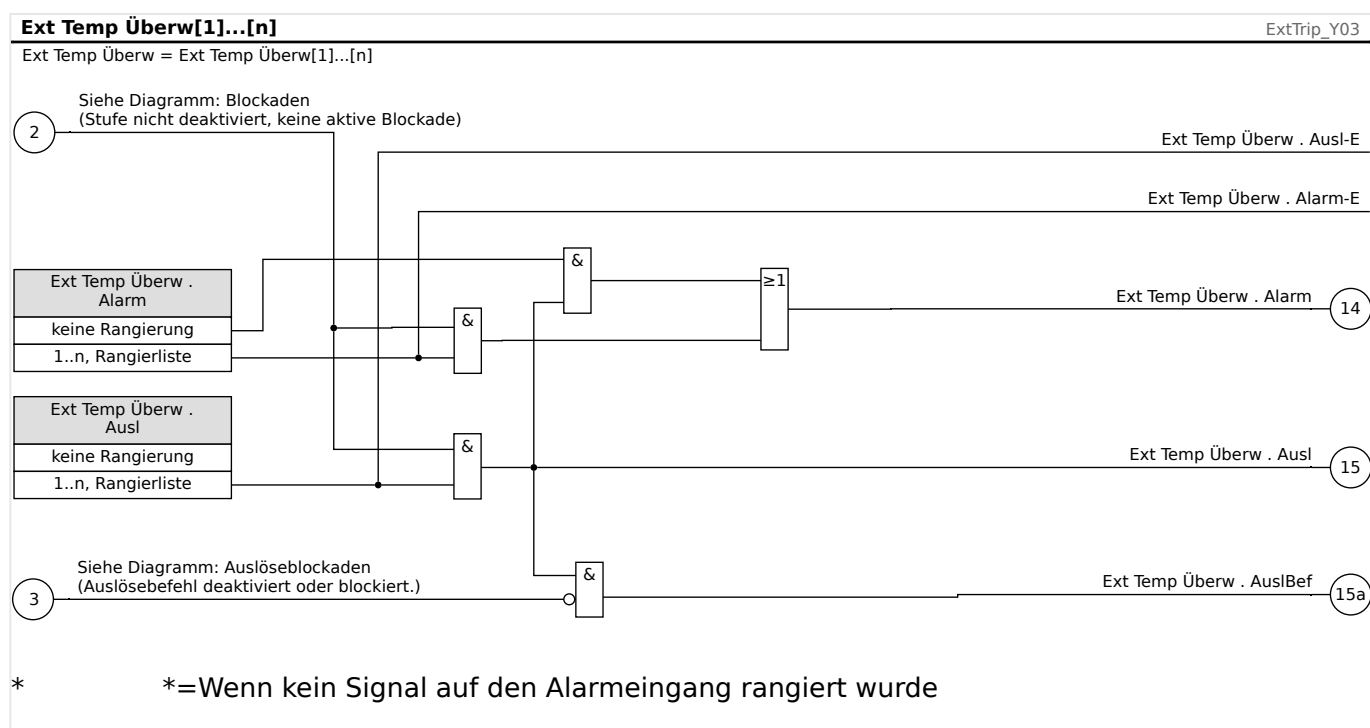 Ext Temp Überw[1]...[n]
ExtTrip_Y03
Ext Temp Überw = Ext Temp Überw[1]...[n]
Siehe Diagramm: Blockaden
(Stufe nicht deaktiviert, keine aktive Blockade)
2
Ext Temp Überw . Ausl-E
Ext Temp Überw . Alarm-E
&
≥1
Ext Temp Überw .
Alarm
Ext Temp Überw . Alarm
14
keine Rangierung
&
1..n, Rangierliste
Ext Temp Überw .
Ausl
keine Rangierung
&
Ext Temp Überw . Ausl
15
1..n, Rangierliste
Siehe Diagramm: Auslöseblockaden
(Auslösebefehl deaktiviert oder blockiert.)
3
&
Ext Temp Überw . AuslBef
15a
* *=Wenn kein Signal auf den Alarmeingang rangiert wurde